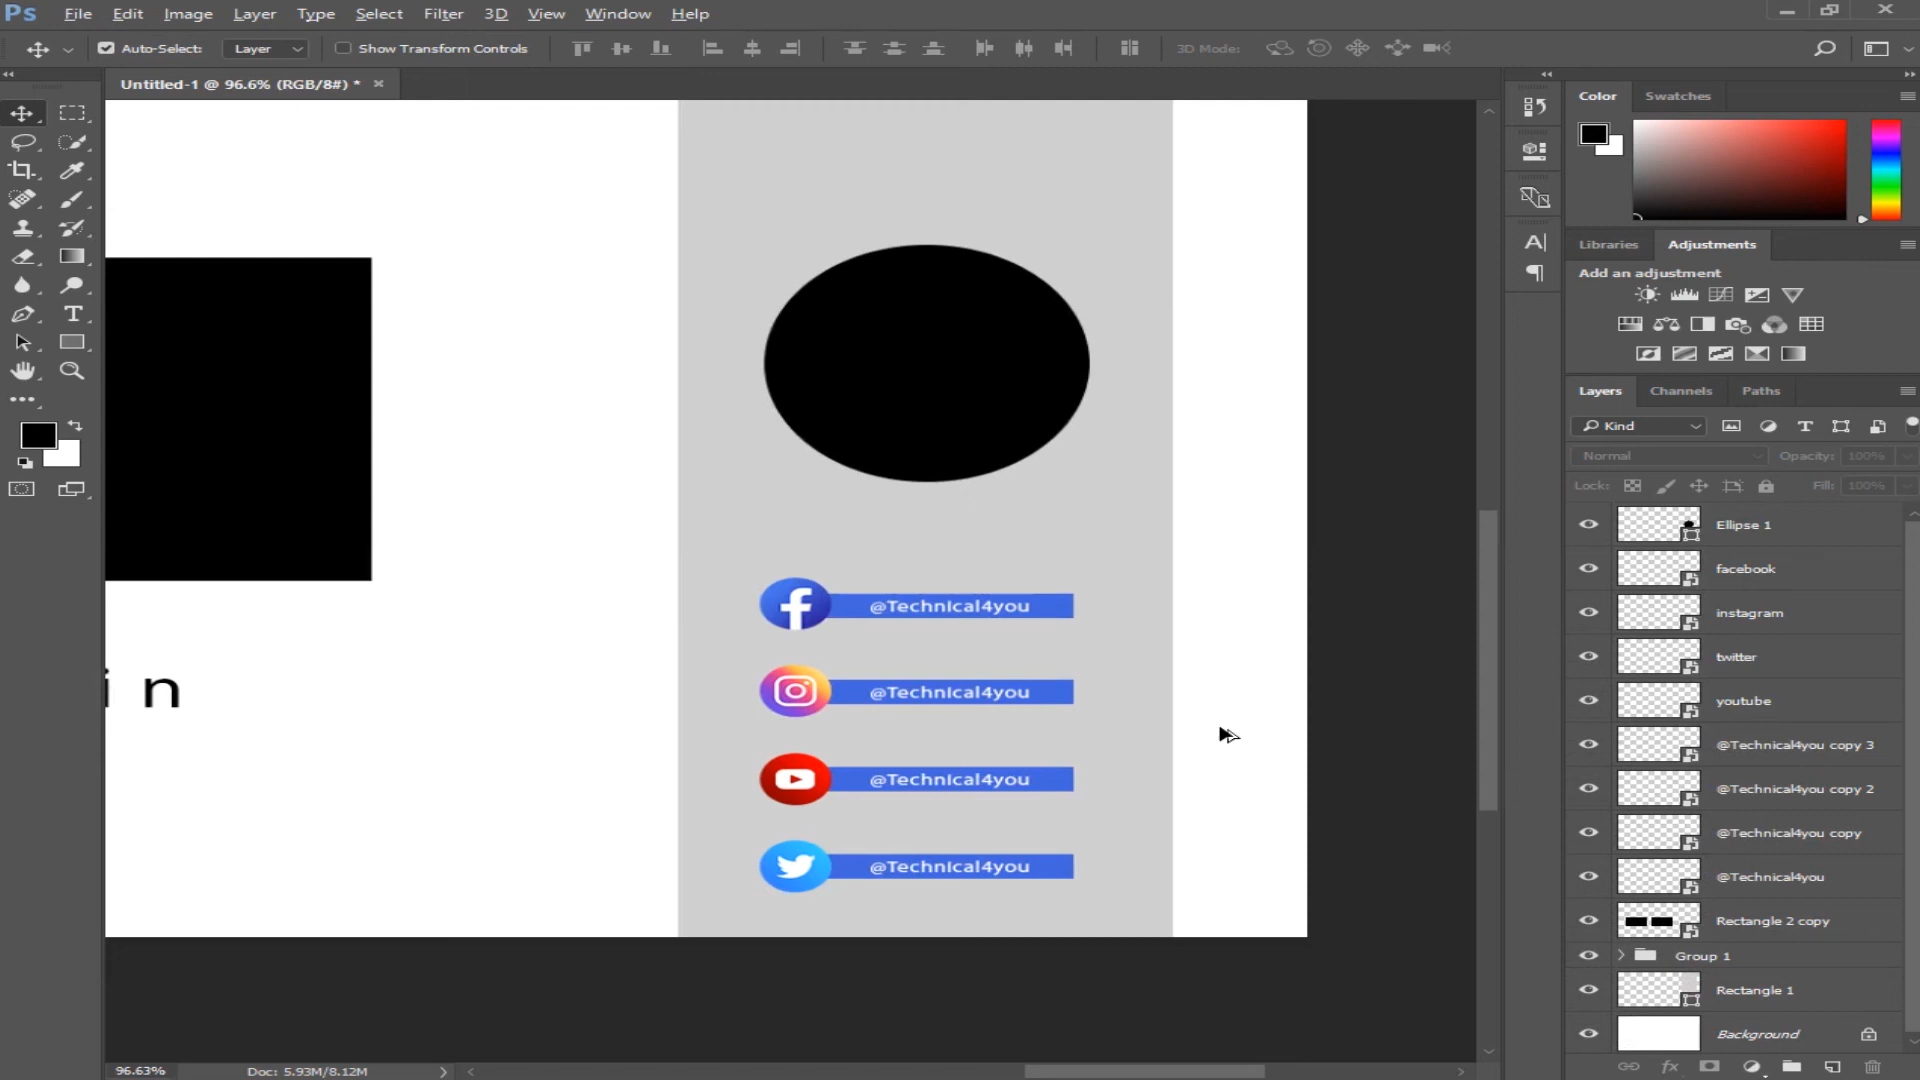 Ps File Edit Image Layer Type Select Filter 3D View Window Help
Auto-Select: Layer Show Transform Controls 3D Mode:
Untitled-1 @ 96.6% (RGB/8#) *
Color Swatches
Libraries Adjustments
Add an adjustment
Layers Channels Paths
Kind
Normal Opacity: 100%
Lock: Fill: 100%
Ellipse 1
facebook
instagram
twitter
youtube
@Technical4you copy 3
@Technical4you copy 2
@Technical4you copy
@Technical4you
Rectangle 2 copy
Group 1
Rectangle 1
Background
@Technical4you
@Technical4you
@Technical4you
@Technical4you
i n
96.63% Doc: 5.93M/8.12M